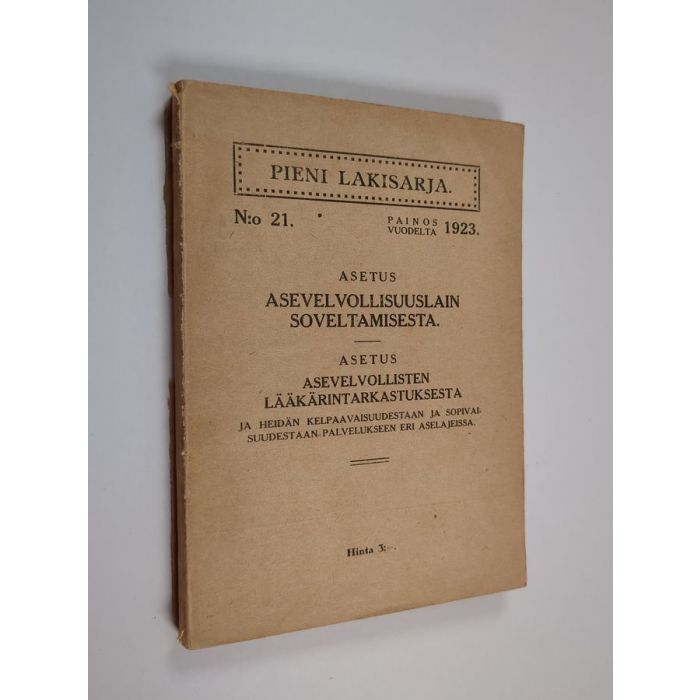 PIENI LAKISARJA.
N:o 21.
PAINOS
VUODELTA 1923.
ASETUS
ASEVELVOLLISUUSLAIN
SOVELTAMISESTA.
ASETUS
ASEVELVOLLISTEN
LÄÄKÄRINTARKASTUKSESTA
JA HEIDÄN KELPAAVAISUUDESTAAN JA SOPIVAI-
SUUDESTAAN PALVELUKSEEN ERI ASELAJEISSA.
Hinta 3:—.